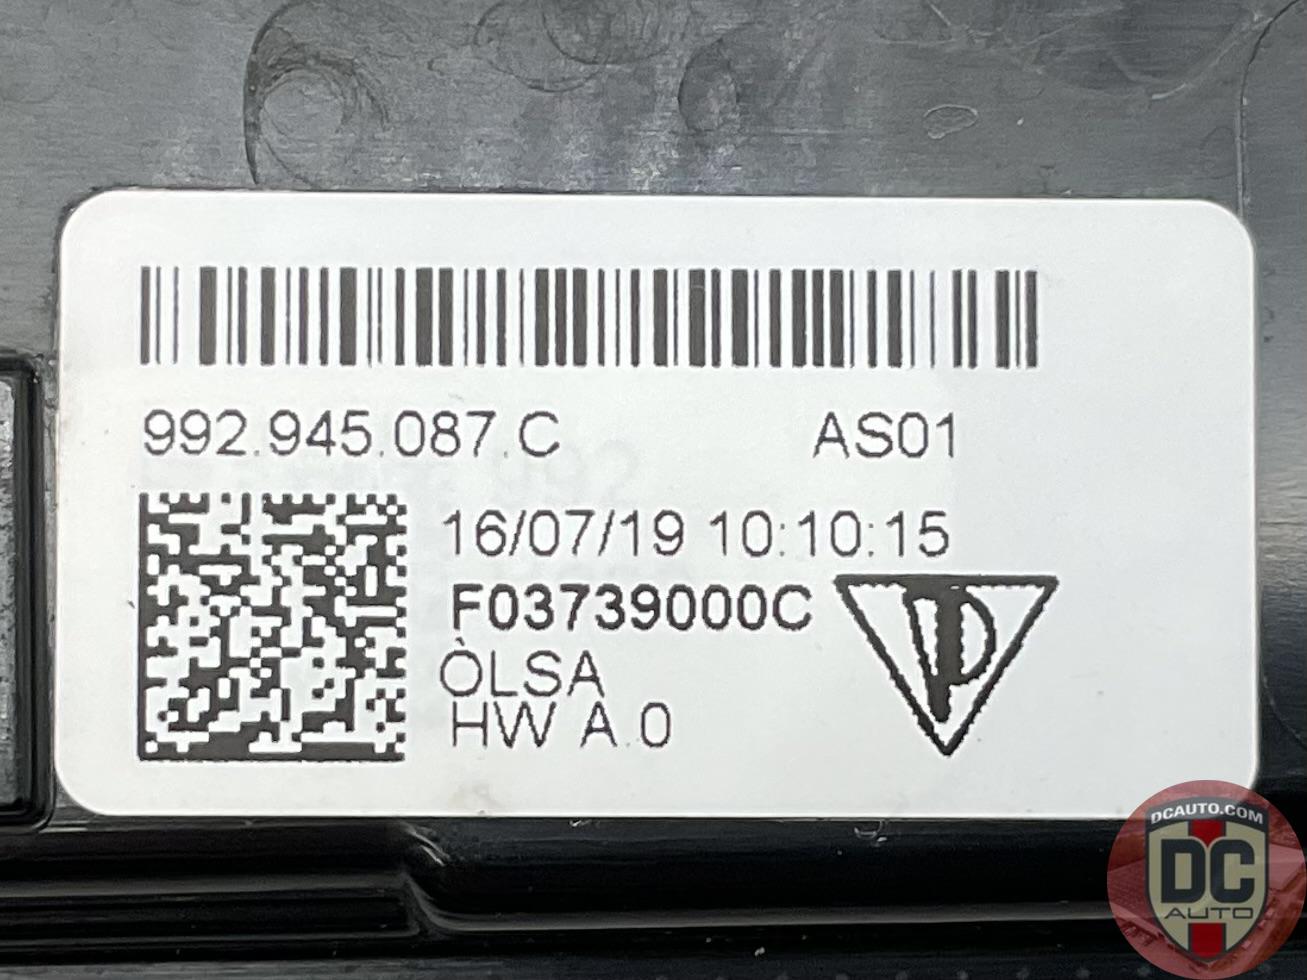 992.945.087.C AS01
16/07/19 10:10:15
F03739000C
ÒLSA
HW A.0
DCAUTO.COM
DC
AUTO